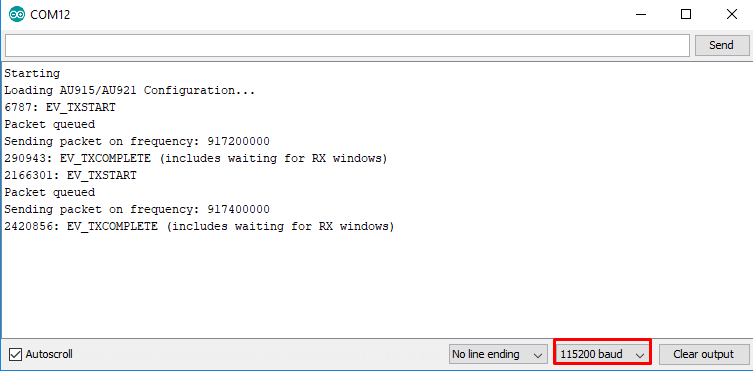 COM12
Send
Starting
Loading AU915/AU921 Configuration...
6787: EV_TXSTART
Packet queued
Sending packet on frequency: 917200000
290943: EV_TXCOMPLETE (includes waiting for RX windows)
2166301: EV_TXSTART
Packet queued
Sending packet on frequency: 917400000
2420856: EV_TXCOMPLETE (includes waiting for RX windows)
Autoscroll
No line ending
115200 baud
Clear output